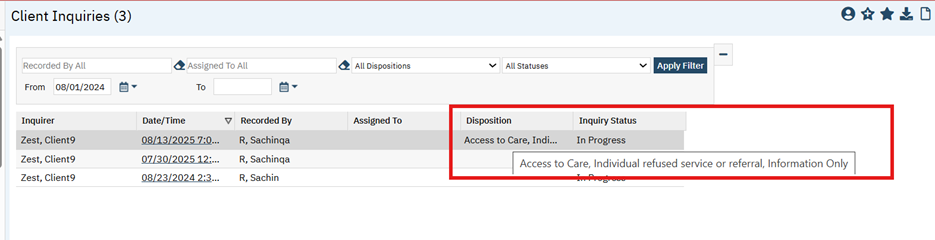 Client Inquiries (3)
Recorded By All Assigned To All All Dispositions All Statuses Apply Filter
From 08/01/2024 To
Inquirer Date/Time Recorded By Assigned To Disposition Inquiry Status
Zest, Client9 08/13/2025 7:0... R, Sachinqa Access to Care, Indi... In Progress
Zest, Client9 07/30/2025 12:... R, Sachinqa
Access to Care, Individual refused service or referral, Information Only
Zest, Client9 08/23/2024 2:3... R, Sachin In Progress